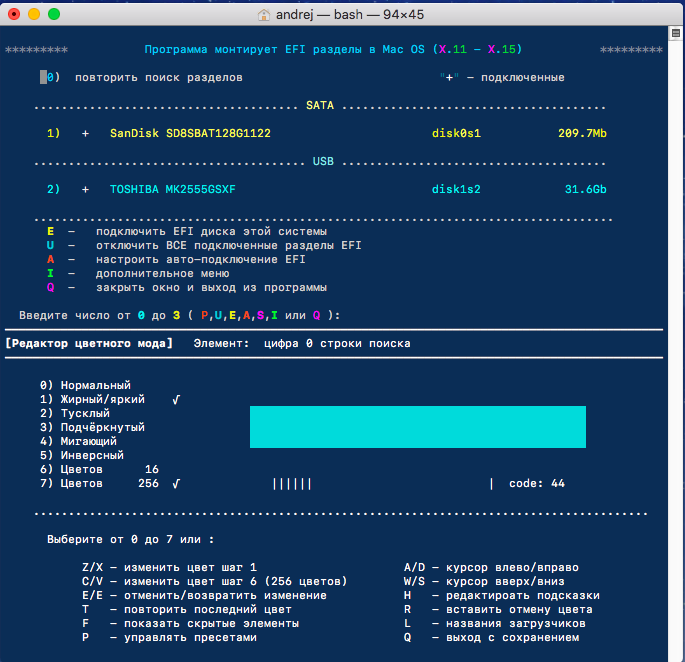 andrej — bash — 94×45
********* Программа монтирует EFI разделы в Mac OS (X.11 – X.15) *********
0) повторить поиск разделов "+" – подключенные
...................................... SATA ......................................
1) + SanDisk SD8SBAT128G1122 disk0s1 209.7Mb
...................................... USB ......................................
2) + TOSHIBA MK2555GSXF disk1s2 31.6Gb
...................................................................................
E – подключить EFI диска этой системы
U – отключить ВСЕ подключенные разделы EFI
A – настроить авто–подключение EFI
I – дополнительное меню
Q – закрыть окно и выход из программы
Введите число от 0 до 3 ( P,U,E,A,S,I или Q ):
[Редактор цветного мода] Элемент: цифра 0 строки поиска
0) Нормальный
1) Жирный/яркий √
2) Тусклый
3) Подчёркнутый
4) Мигающий
5) Инверсный
6) Цветов 16
7) Цветов 256 √ |||||| | code: 44
........................................................................................
Выберите от 0 до 7 или :
Z/X – изменить цвет шаг 1 A/D – курсор влево/вправо
C/V – изменить цвет шаг 6 (256 цветов) W/S – курсор вверх/вниз
E/E – отменить/возвратить изменение H – редактироать подсказки
T – повторить последний цвет R – вставить отмену цвета
F – показать скрытые элементы L – названия загрузчиков
P – управлять пресетами Q – выход с сохранением